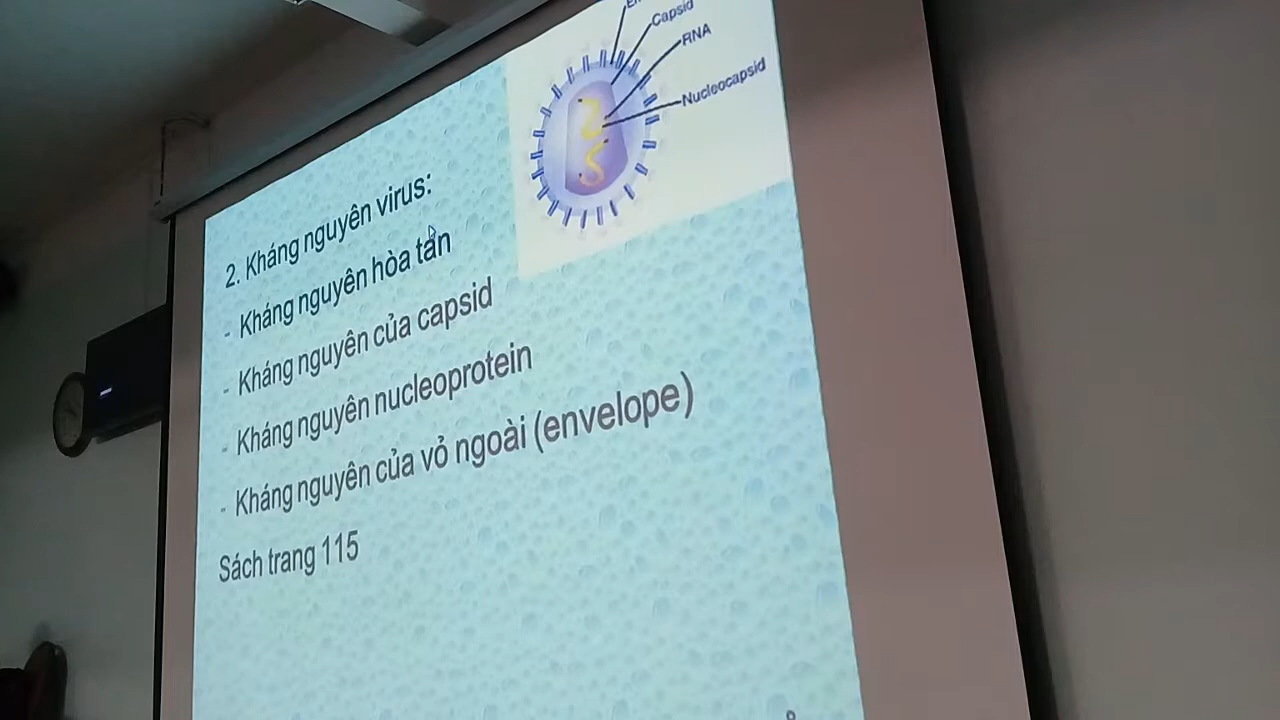 Capsid
RNA
Nucleocapsid
2. Kháng nguyên virus:
- Kháng nguyên hòa tan
- Kháng nguyên của capsid
- Kháng nguyên nucleoprotein
- Kháng nguyên của vỏ ngoài (envelope)
Sách trang 115